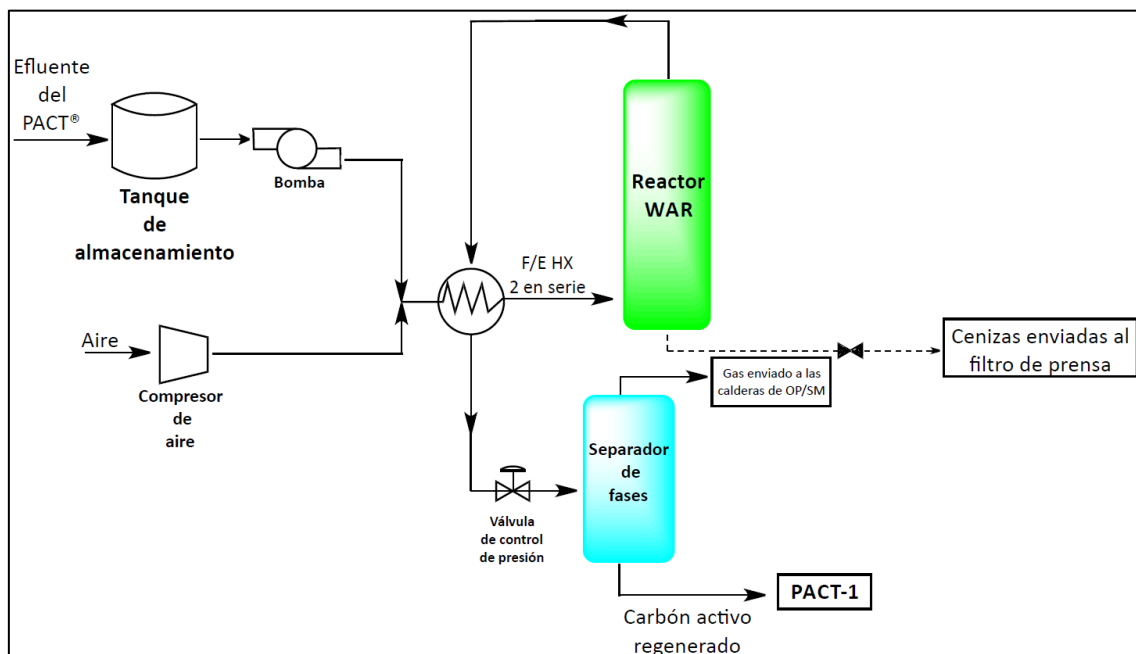 Efluente
del
PACT®
Tanque
de
almacenamiento
Bomba
Reactor
WAR
F/E HX
2 en serie
Aire
Compresor
de
aire
Cenizas enviadas al
filtro de prensa
Gas enviado a las
calderas de OP/SM
Separador
de
fases
Válvula
de control
de presión
PACT-1
Carbón activo
regenerado